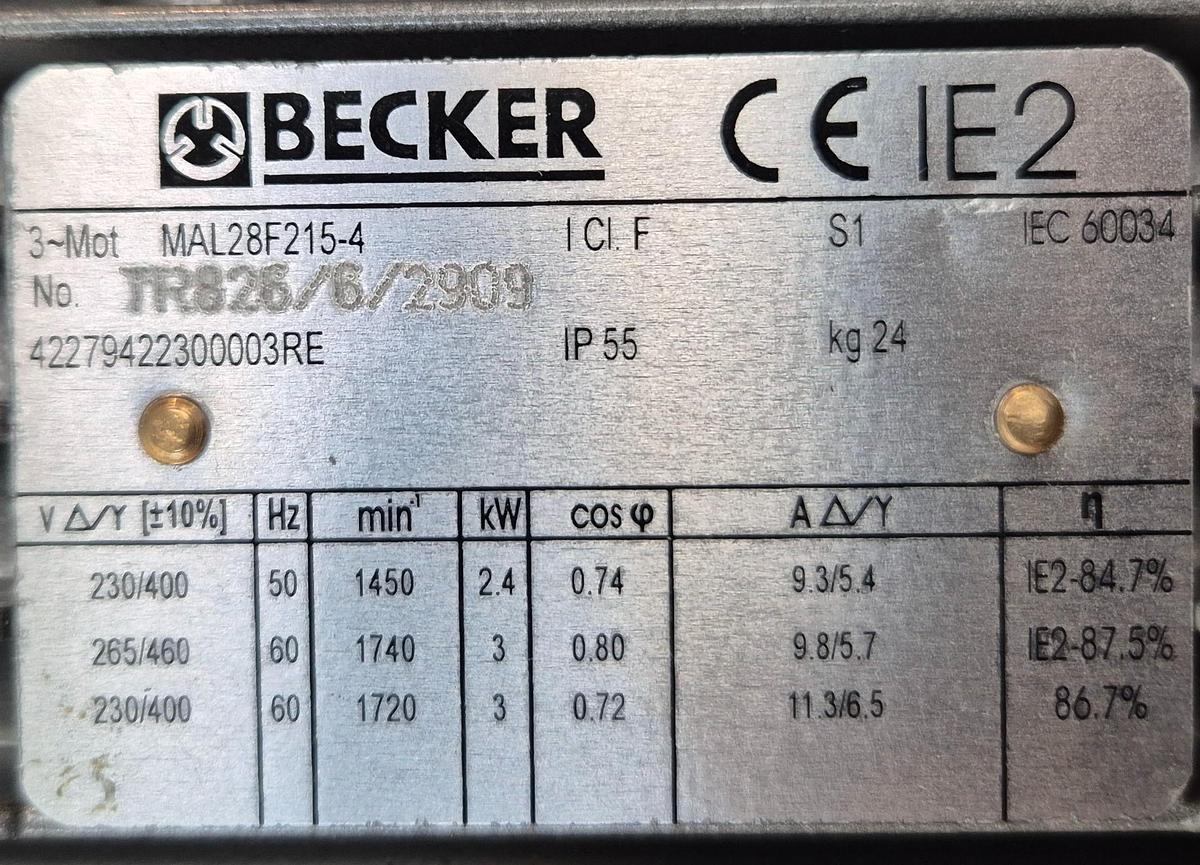 BECKER CE IE2
3~Mot MAL28F215-4 I Cl. F S1 IEC 60034
No. TR826/6/2909
42279422300003RE IP 55 kg 24
V Δ/Y [±10%] Hz min⁻¹ kW cos φ A Δ/Y η
230/400 50 1450 2.4 0.74 9.3/5.4 IE2-84.7%
265/460 60 1740 3 0.80 9.8/5.7 IE2-87.5%
230/400 60 1720 3 0.72 11.3/6.5 86.7%